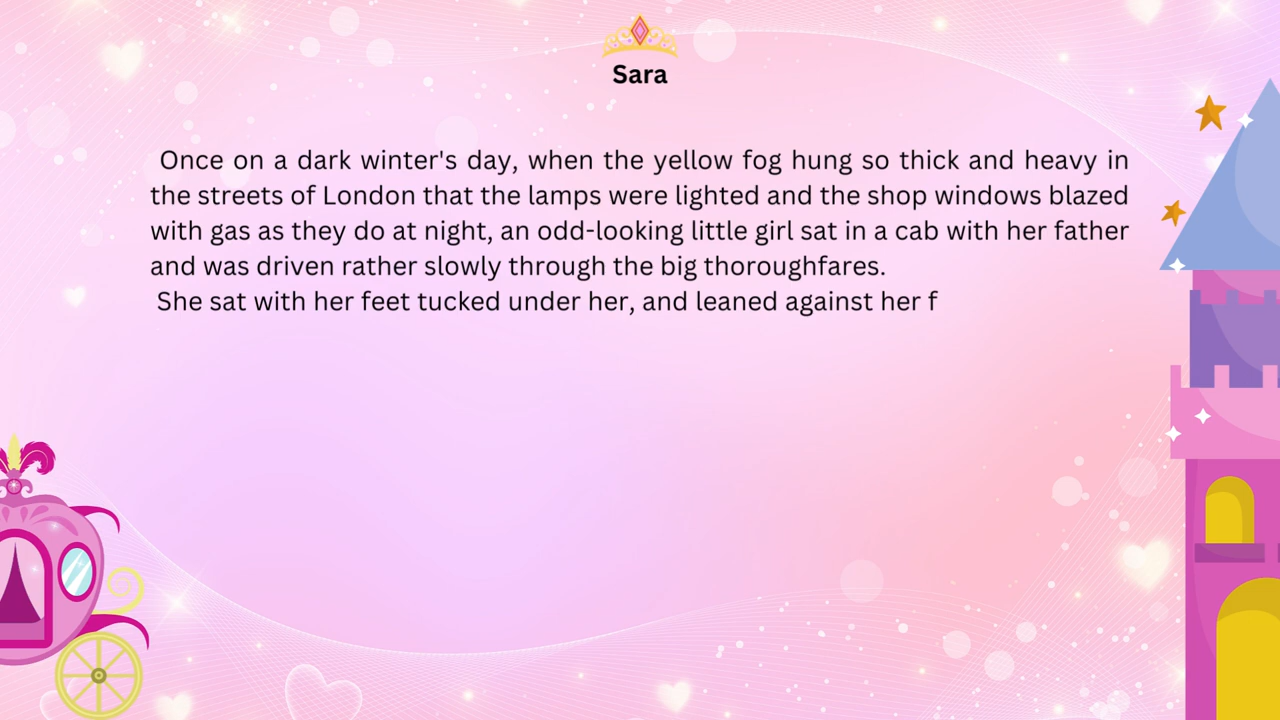 Sara
Once on a dark winter's day, when the yellow fog hung so thick and heavy in
the streets of London that the lamps were lighted and the shop windows blazed
with gas as they do at night, an odd-looking little girl sat in a cab with her father
and was driven rather slowly through the big thoroughfares.
She sat with her feet tucked under her, and leaned against her f